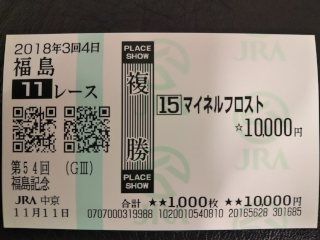 2018年3回4日
福島
11レース
第54回 (GⅢ)
福島記念
JRA 中京
11月11日
PLACE SHOW
複勝
PLACE SHOW
15 マイネルフロスト
☆10,000円
JRA
JRA
合計 ★★1,000枚 ★★10,000円
0707000319988 1020010540810 20165628 301685